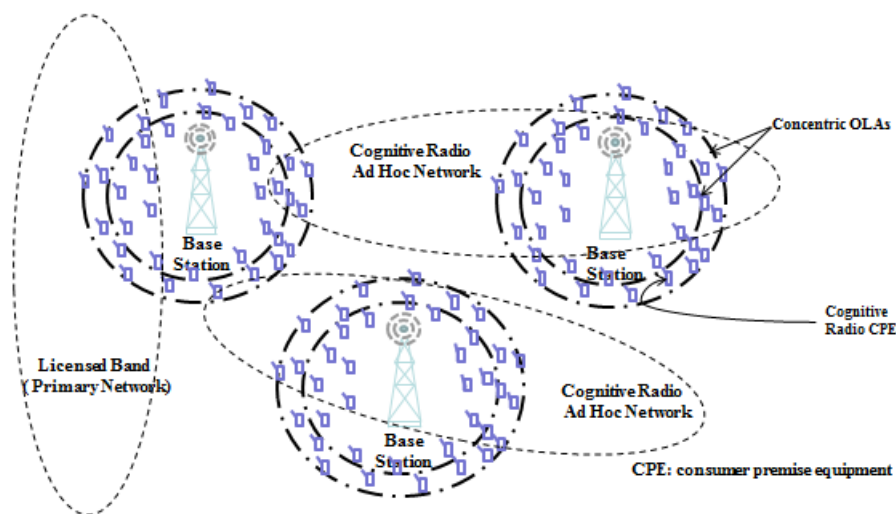 Cognitive Radio
Ad Hoc Network
Concentric OLAs
Base
Station
Base
Station
Cognitive
Radio CPE
Licensed Band
( Primary Network)
Cognitive Radio
Ad Hoc Network
Base
Station
CPE: consumer premise equipment